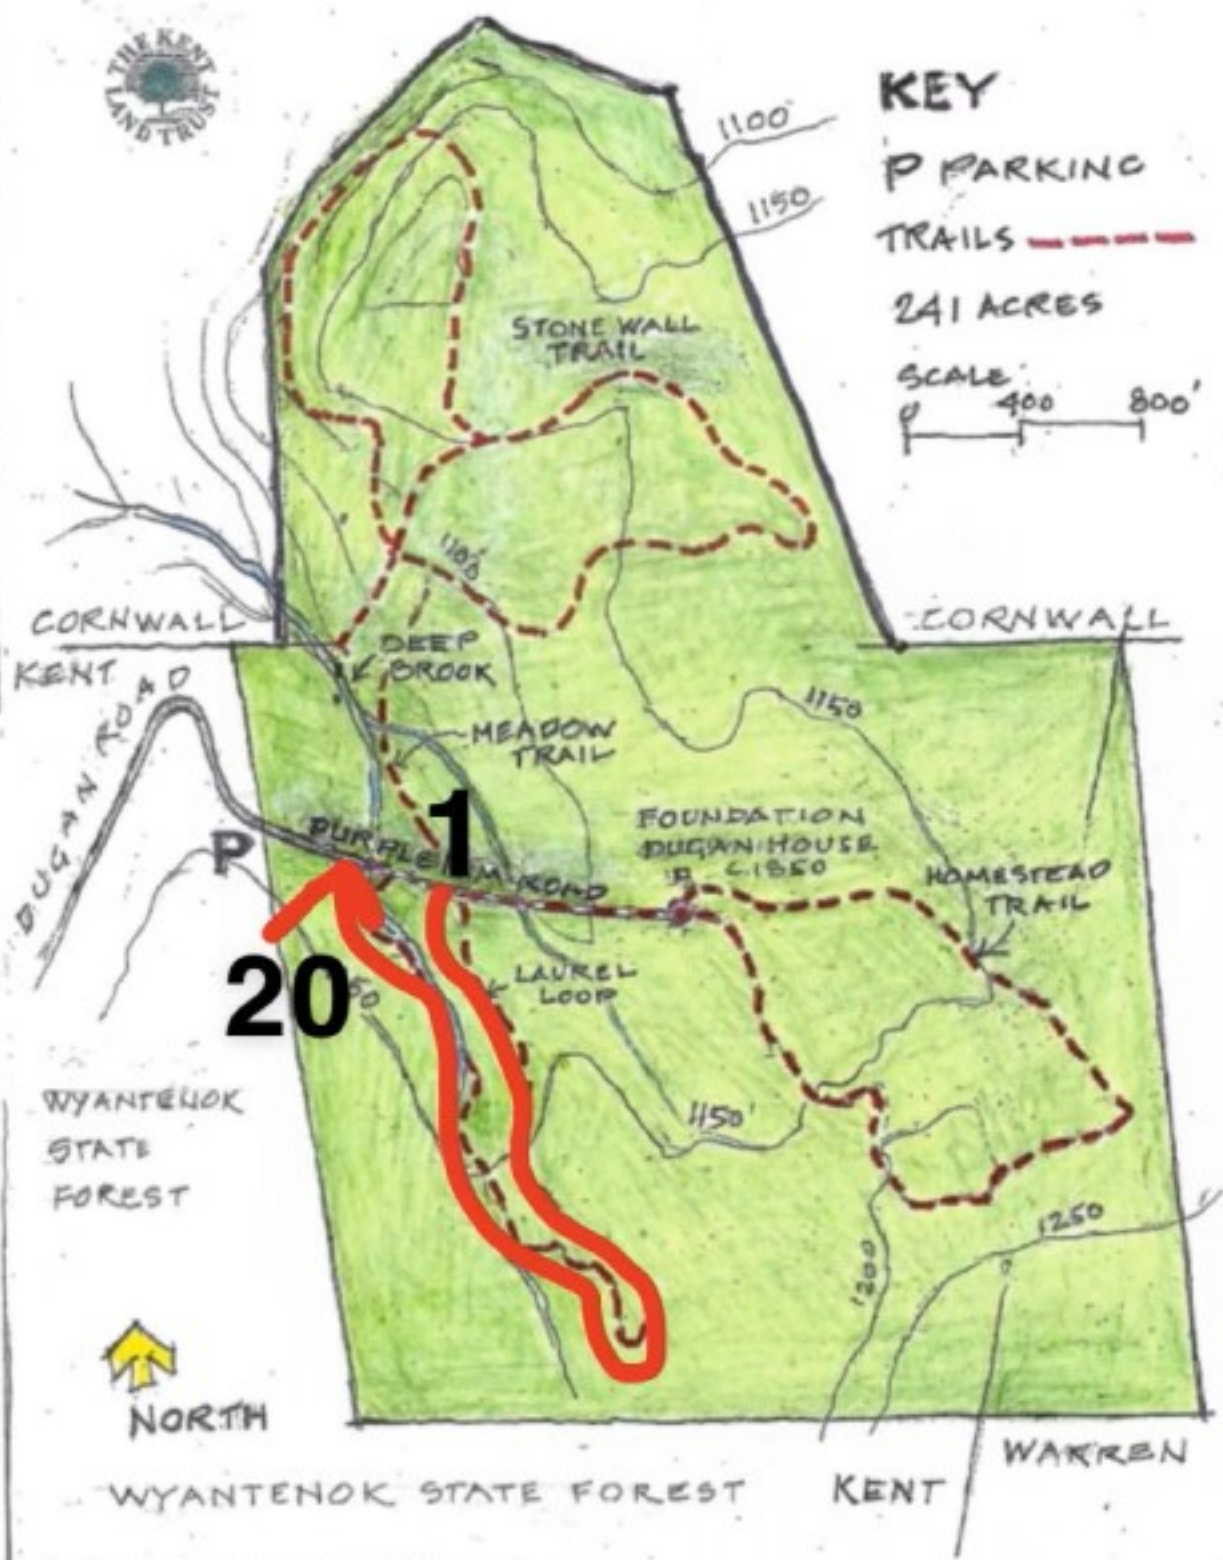 THE KENT
LAND TRUST
KEY
P PARKING
TRAILS
241 ACRES
SCALE
0 400 800'
1100'
1150
STONE WALL
TRAIL
1100'
CORNWALL
CORNWALL
KENT
DEEP
BROOK
DUGAN ROAD
MEADOW
TRAIL
1150
1
P
ROAD
FOUNDATION
DUGAN HOUSE
C.1850
HOMESTEAD
TRAIL
20
LAUREL
LOOP
1150'
WYANTENOK
STATE
FOREST
1250
1200
NORTH
WARREN
WYANTENOK STATE FOREST
KENT